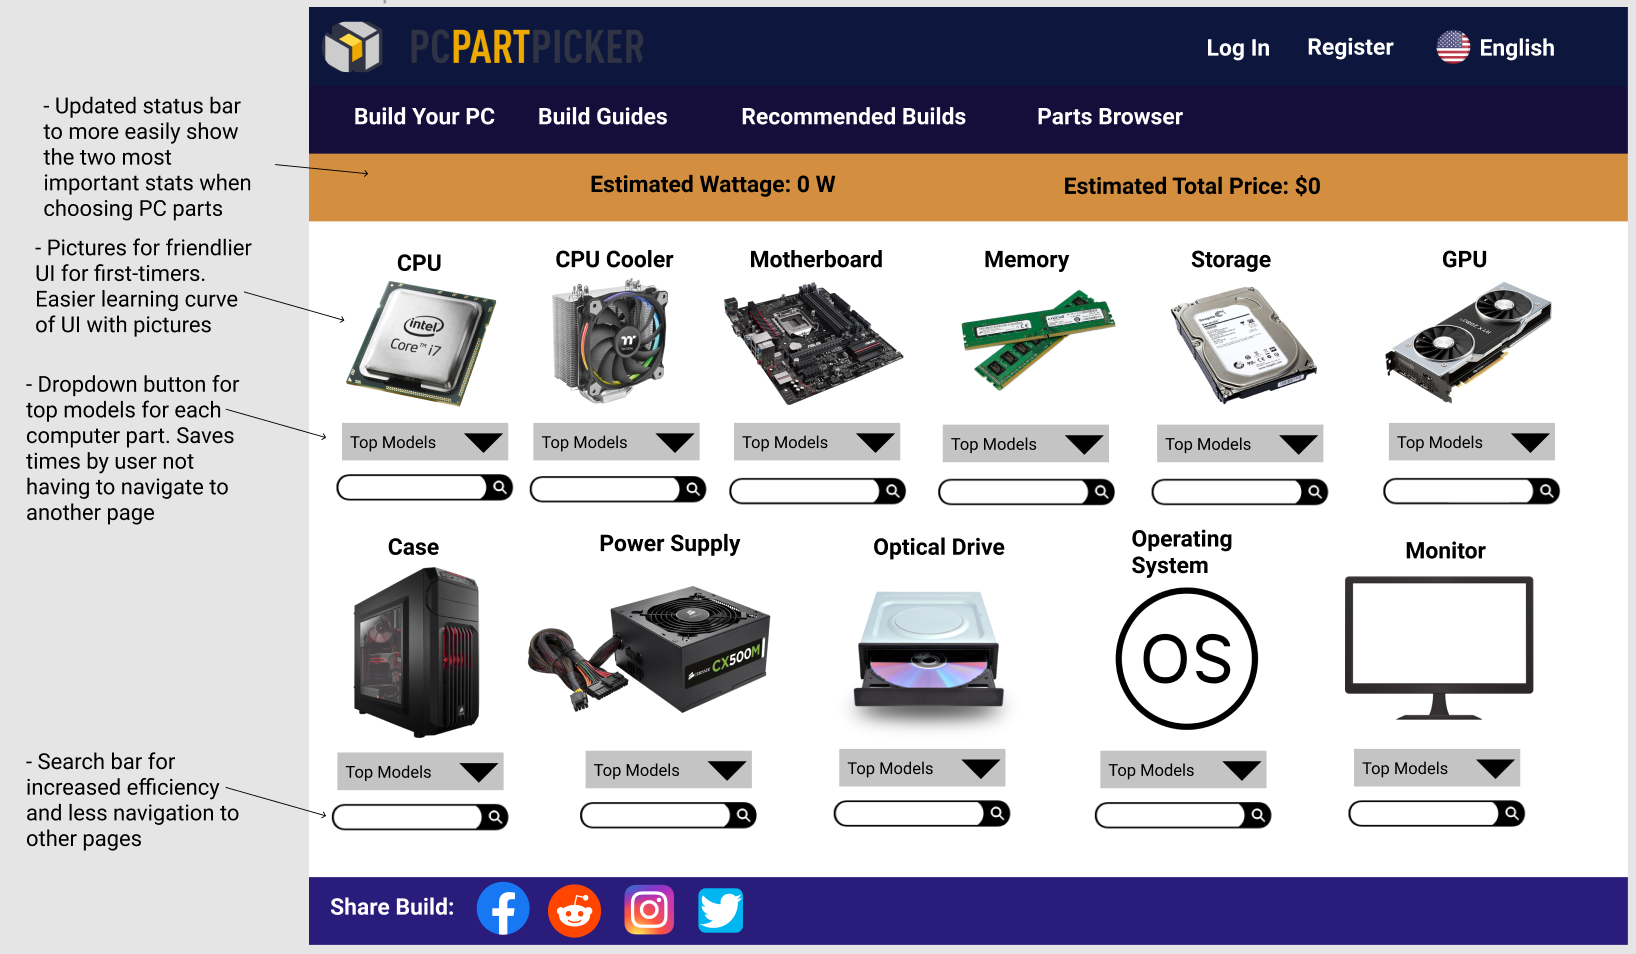 PCPARTPICKER
Log In
Register
English
Build Your PC
Build Guides
Recommended Builds
Parts Browser
Estimated Wattage: 0 W
Estimated Total Price: $0
- Updated status bar
to more easily show
the two most
important stats when
choosing PC parts
- Pictures for friendlier
UI for first-timers.
Easier learning curve
of UI with pictures
- Dropdown button for
top models for each
computer part. Saves
times by user not
having to navigate to
another page
- Search bar for
increased efficiency
and less navigation to
other pages
CPU
CPU Cooler
Motherboard
Memory
Storage
GPU
intel
Core™ i7
RTX 2080
Top Models
Top Models
Top Models
Top Models
Top Models
Top Models
Case
Power Supply
Optical Drive
Operating
System
Monitor
CX500M
OS
Top Models
Top Models
Top Models
Top Models
Top Models
Share Build: